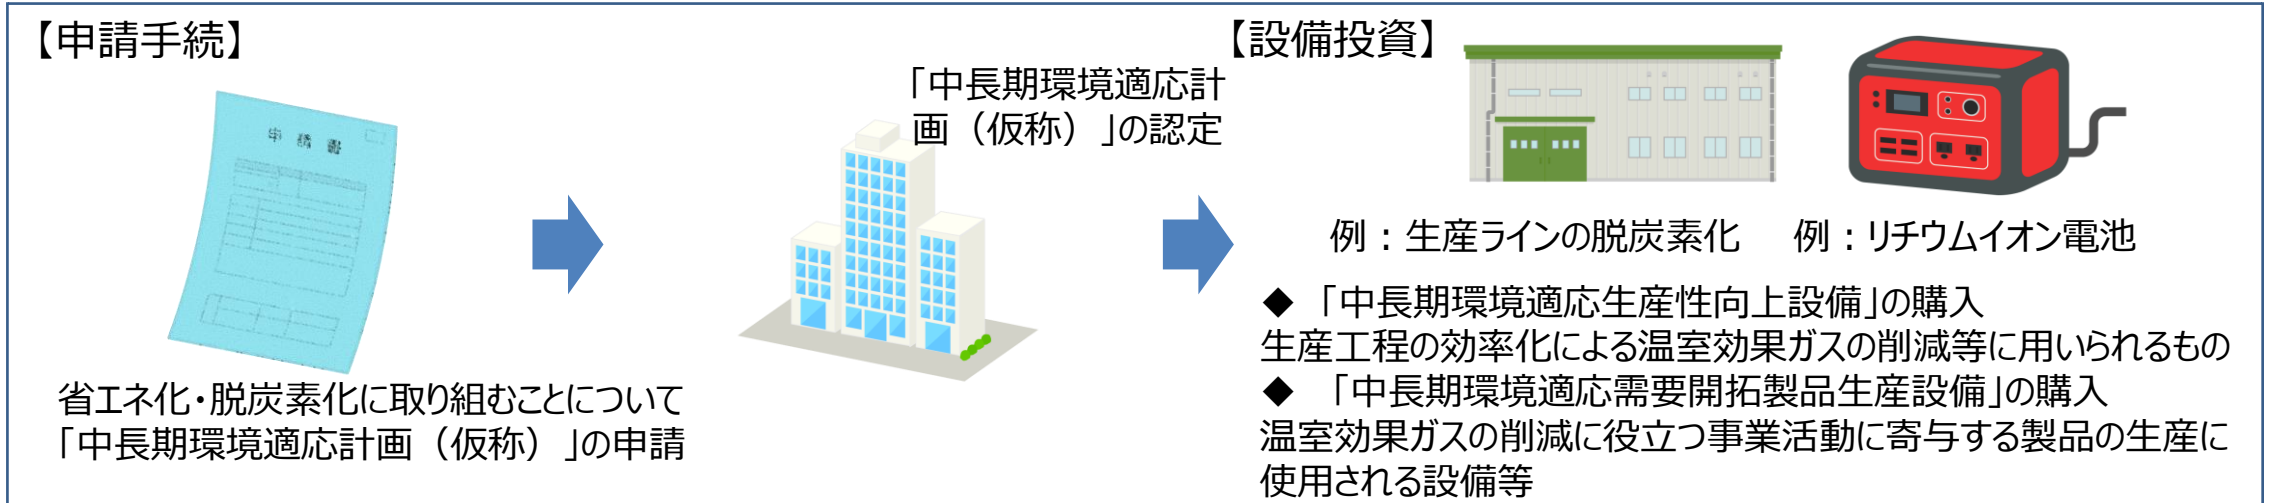 【申請手続】
申請書
省エネ化・脱炭素化に取り組むことについて
「中長期環境適応計画（仮称）」の申請
「中長期環境適応計
画（仮称）」の認定
【設備投資】
例：生産ラインの脱炭素化
例：リチウムイオン電池
◆ 「中長期環境適応生産性向上設備」の購入
生産工程の効率化による温室効果ガスの削減等に用いられるもの
◆ 「中長期環境適応需要開拓製品生産設備」の購入
温室効果ガスの削減に役立つ事業活動に寄与する製品の生産に
使用される設備等